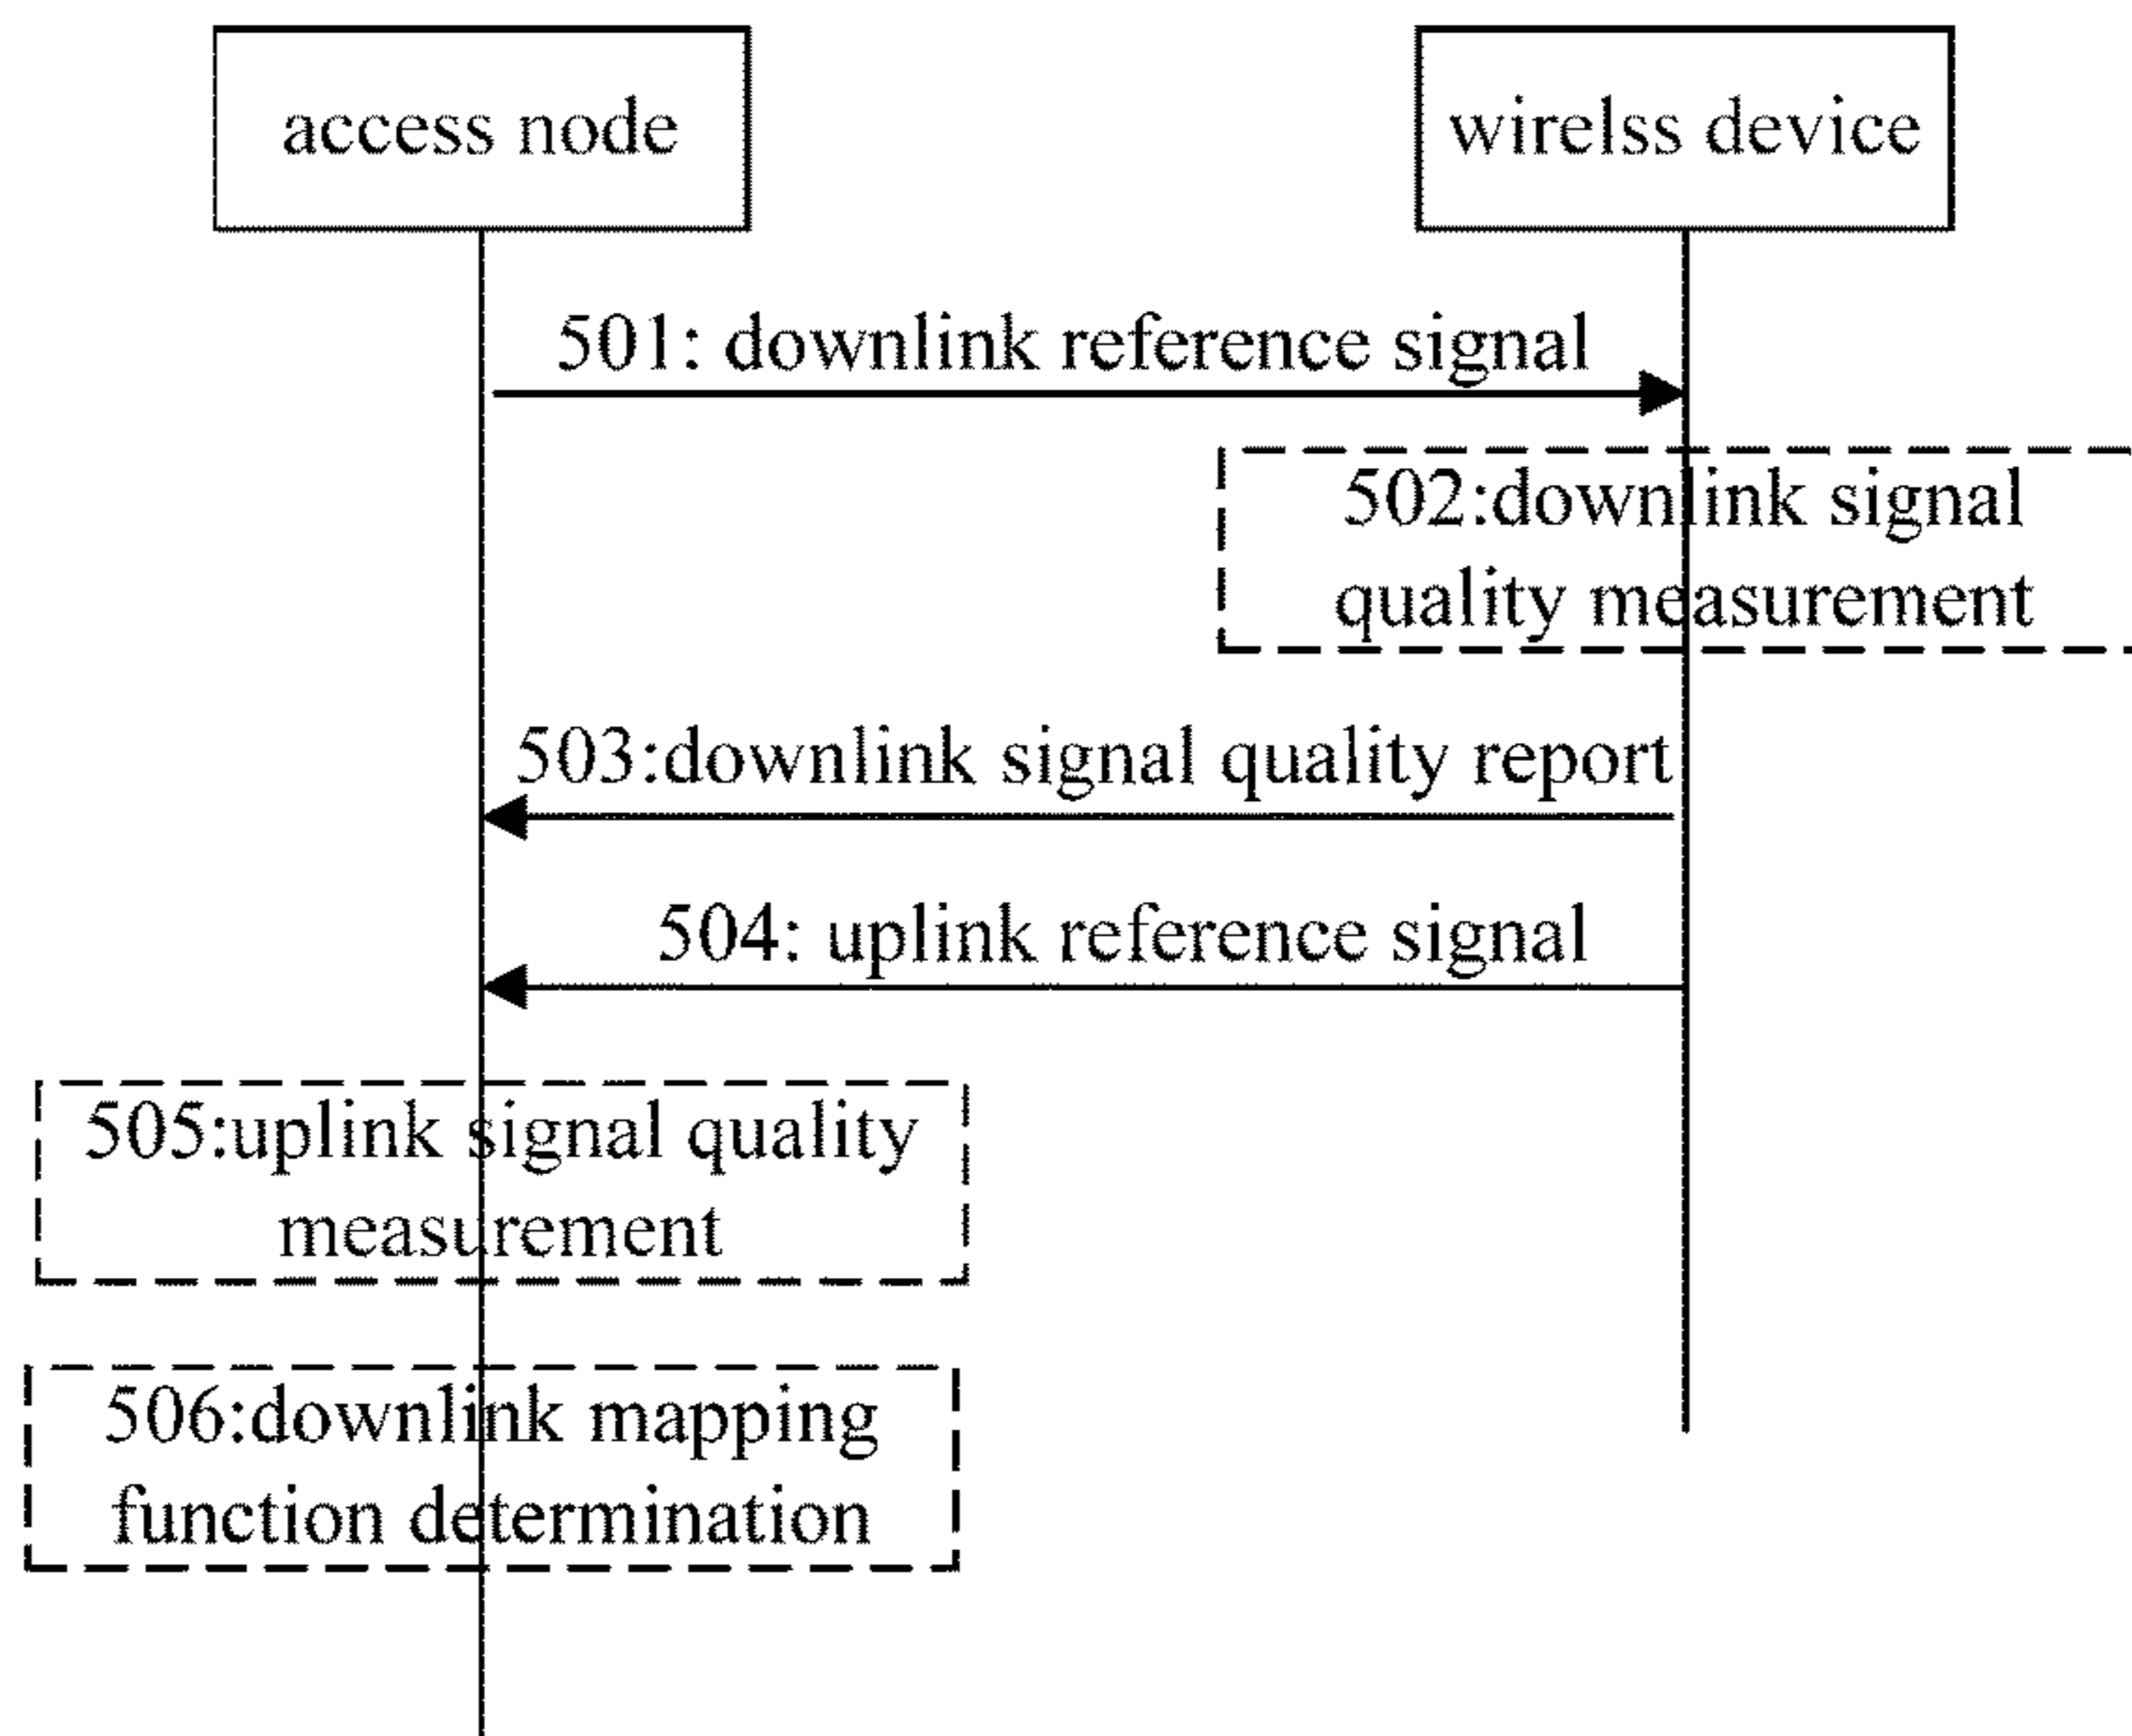 access node
wirelss device
501: downlink reference signal
502:downlink signal
quality measurement
503:downlink signal quality report
504: uplink reference signal
505:uplink signal quality
measurement
506:downlink mapping
function determination